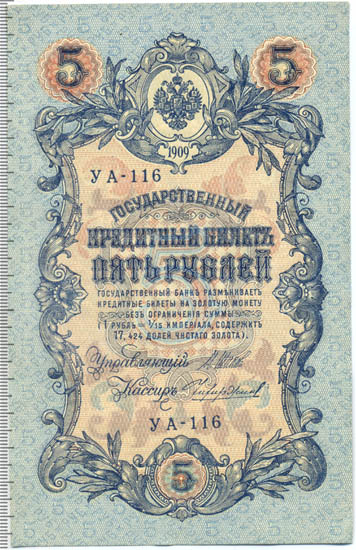 5 5
1909
УА-116
ГОСУДАРСТВЕННЫЙ
КРЕДИТНЫЙ БИЛЕТЪ
ПЯТЬ РУБЛЕЙ
ГОСУДАРСТВЕННЫЙ БАНКЪ РАЗМѢНИВАЕТЪ
КРЕДИТНЫЕ БИЛЕТЫ НА ЗОЛОТУЮ МОНЕТУ
БЕЗЪ ОГРАНИЧЕНІЯ СУММЫ
(1 РУБЛЬ = 1/15 ИМПЕРІАЛА, СОДЕРЖИТЪ
17,424 ДОЛЕЙ ЧИСТАГО ЗОЛОТА).
Управляющій
Кассиръ
УА-116
5